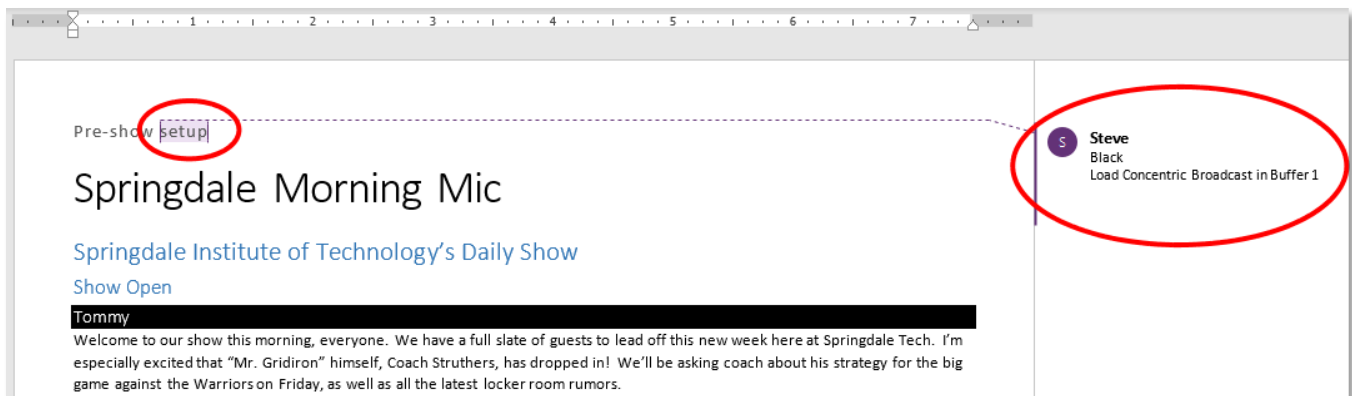 1 2 3 4 5 6 7
Pre-show setup
Springdale Morning Mic
Springdale Institute of Technology’s Daily Show
Show Open
Tommy
Welcome to our show this morning, everyone. We have a full slate of guests to lead off this new week here at Springdale Tech. I’m
especially excited that “Mr. Gridiron” himself, Coach Struthers, has dropped in! We’ll be asking coach about his strategy for the big
game against the Warriors on Friday, as well as all the latest locker room rumors.
S
Steve
Black
Load Concentric Broadcast in Buffer 1